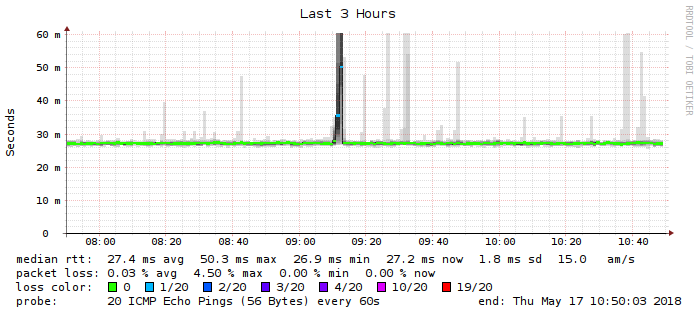 Last 3 Hours
RRDTOOL / TOBI OETIKER
Seconds
60 m
50 m
40 m
30 m
20 m
10 m
0
08:00 08:20 08:40 09:00 09:20 09:40 10:00 10:20 10:40
median rtt: 27.4 ms avg 50.3 ms max 26.9 ms min 27.2 ms now 1.8 ms sd 15.0 am/s
packet loss: 0.03 % avg 4.50 % max 0.00 % min 0.00 % now
loss color: 0 1/20 2/20 3/20 4/20 10/20 19/20
probe: 20 ICMP Echo Pings (56 Bytes) every 60s end: Thu May 17 10:50:03 2018